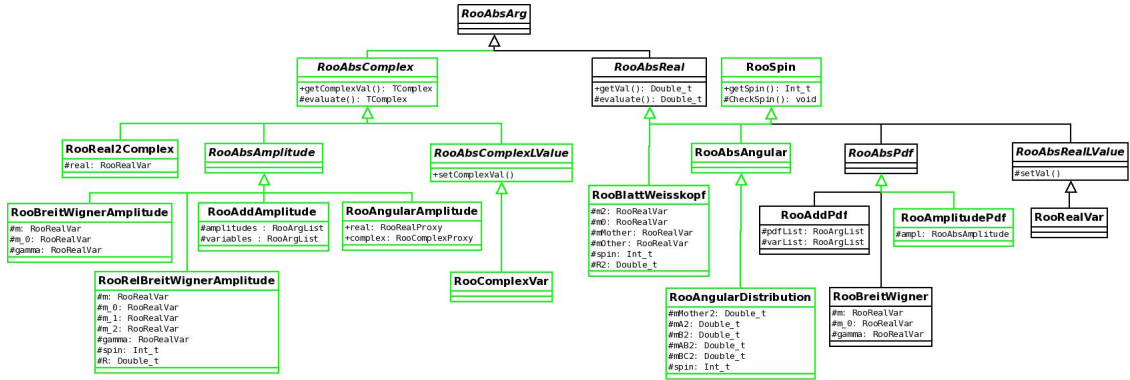 RooAbsArg
RooAbsComplex
+getComplexVal(): TComplex
#evaluate(): TComplex
RooAbsReal
+getVal(): Double_t
#evaluate(): Double_t
RooSpin
+getSpin(): Int_t
#CheckSpin(): void
RooReal2Complex
#real: RooRealVar
RooAbsAmplitude
RooAbsComplexLValue
+setComplexVal()
RooAbsAngular
RooAbsPdf
RooAbsRealLValue
#setVal()
RooBreitWignerAmplitude
#m: RooRealVar
#m_0: RooRealVar
#gamma: RooRealVar
RooAddAmplitude
#amplitudes : RooArgList
#variables : RooArgList
RooAngularAmplitude
+real: RooRealProxy
+complex: RooComplexProxy
RooBlattWeisskopf
#m2: RooRealVar
#m0: RooRealVar
#mMother: RooRealVar
#mOther: RooRealVar
#spin: Int_t
#R2: Double_t
RooAddPdf
#pdfList: RooArgList
#varList: RooArgList
RooAmplitudePdf
#ampl: RooAbsAmplitude
RooRealVar
RooRelBreitWignerAmplitude
#m: RooRealVar
#m_0: RooRealVar
#m_1: RooRealVar
#m_2: RooRealVar
#gamma: RooRealVar
#spin: Int_t
#R: Double_t
RooComplexVar
RooAngularDistribution
#mMother2: Double_t
#mA2: Double_t
#mB2: Double_t
#mAB2: Double_t
#mBC2: Double_t
#spin: Int_t
RooBreitWigner
#m: RooRealVar
#m_0: RooRealVar
#gamma: RooRealVar